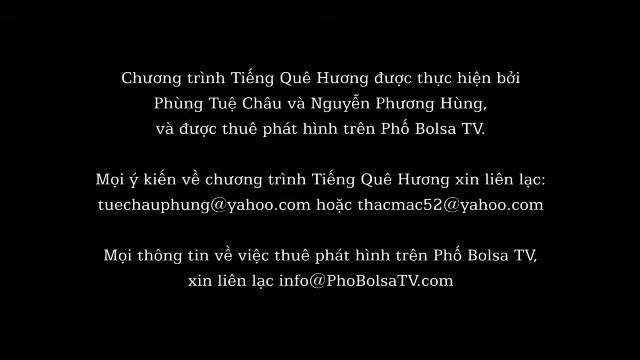 Chương trình Tiếng Quê Hương được thực hiện bởi
Phùng Tuệ Châu và Nguyễn Phương Hùng,
và được thuê phát hình trên Phố Bolsa TV.
Mọi ý kiến về chương trình Tiếng Quê Hương xin liên lạc:
tuechauphung@yahoo.com hoặc thacmac52@yahoo.com
Mọi thông tin về việc thuê phát hình trên Phố Bolsa TV,
xin liên lạc info@PhoBolsaTV.com